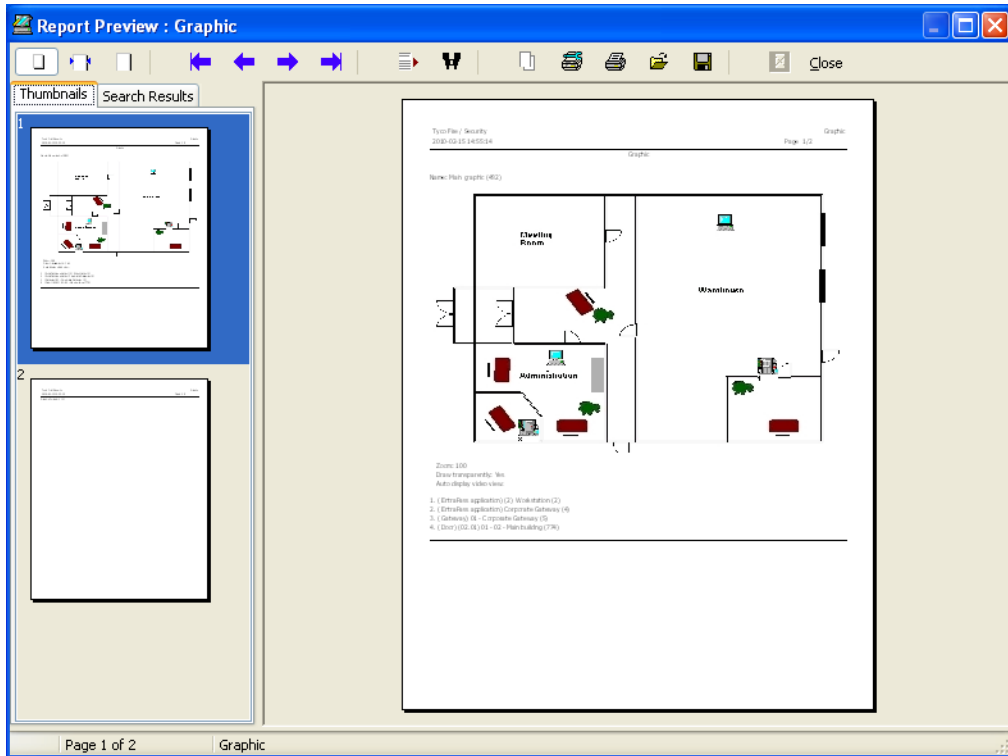 Report Preview : Graphic
Close
Thumbnails Search Results
1
2
Tyco Fire / Security Graphic
2010-02-15 14:55:14 Page 1/2
Graphic
Name: Main graphic (492)
Meeting
Room
Warehouse
Administration
Zoom: 100
Draw transparently: Yes
Auto display video view:
1. ( EntraPass application) (2) Workstation (2)
2. ( EntraPass application) Corporate Gateway (4)
3. ( Gateway) 01 - Corporate Gateway (5)
4. ( Door) (02.01) 01 - 02 - Main building (774)
Page 1 of 2 Graphic